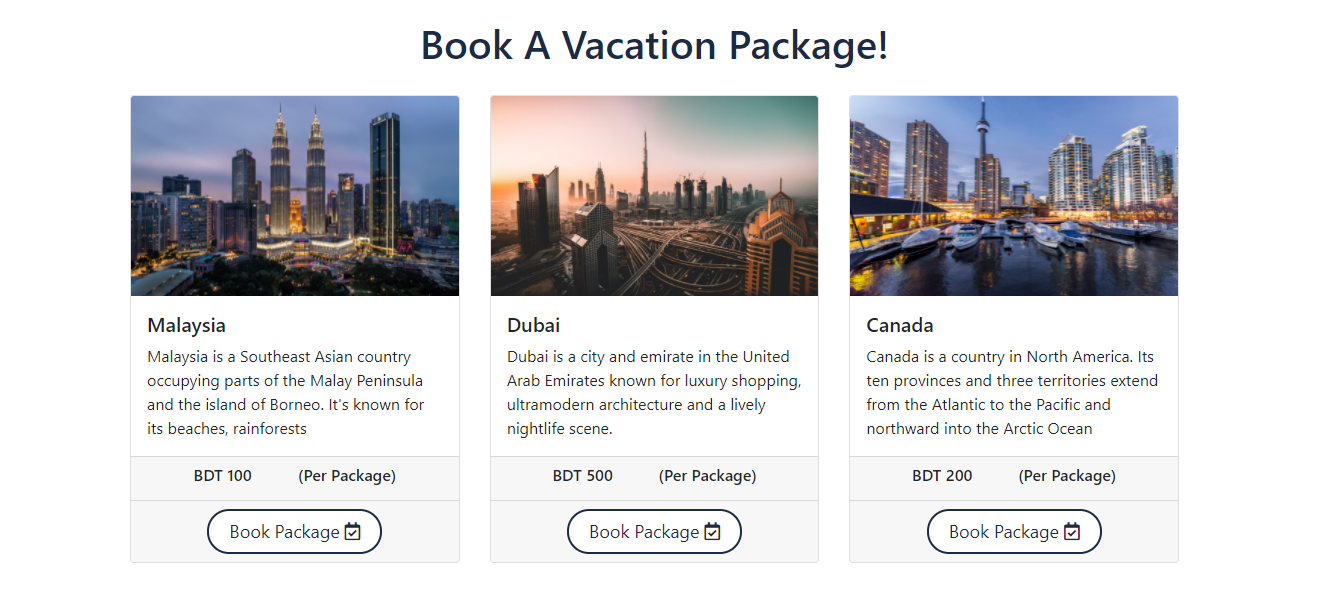 Book A Vacation Package!
Malaysia
Malaysia is a Southeast Asian country
occupying parts of the Malay Peninsula
and the island of Borneo. It's known for
its beaches, rainforests
BDT 100 (Per Package)
Book Package
Dubai
Dubai is a city and emirate in the United
Arab Emirates known for luxury shopping,
ultramodern architecture and a lively
nightlife scene.
BDT 500 (Per Package)
Book Package
Canada
Canada is a country in North America. Its
ten provinces and three territories extend
from the Atlantic to the Pacific and
northward into the Arctic Ocean
BDT 200 (Per Package)
Book Package